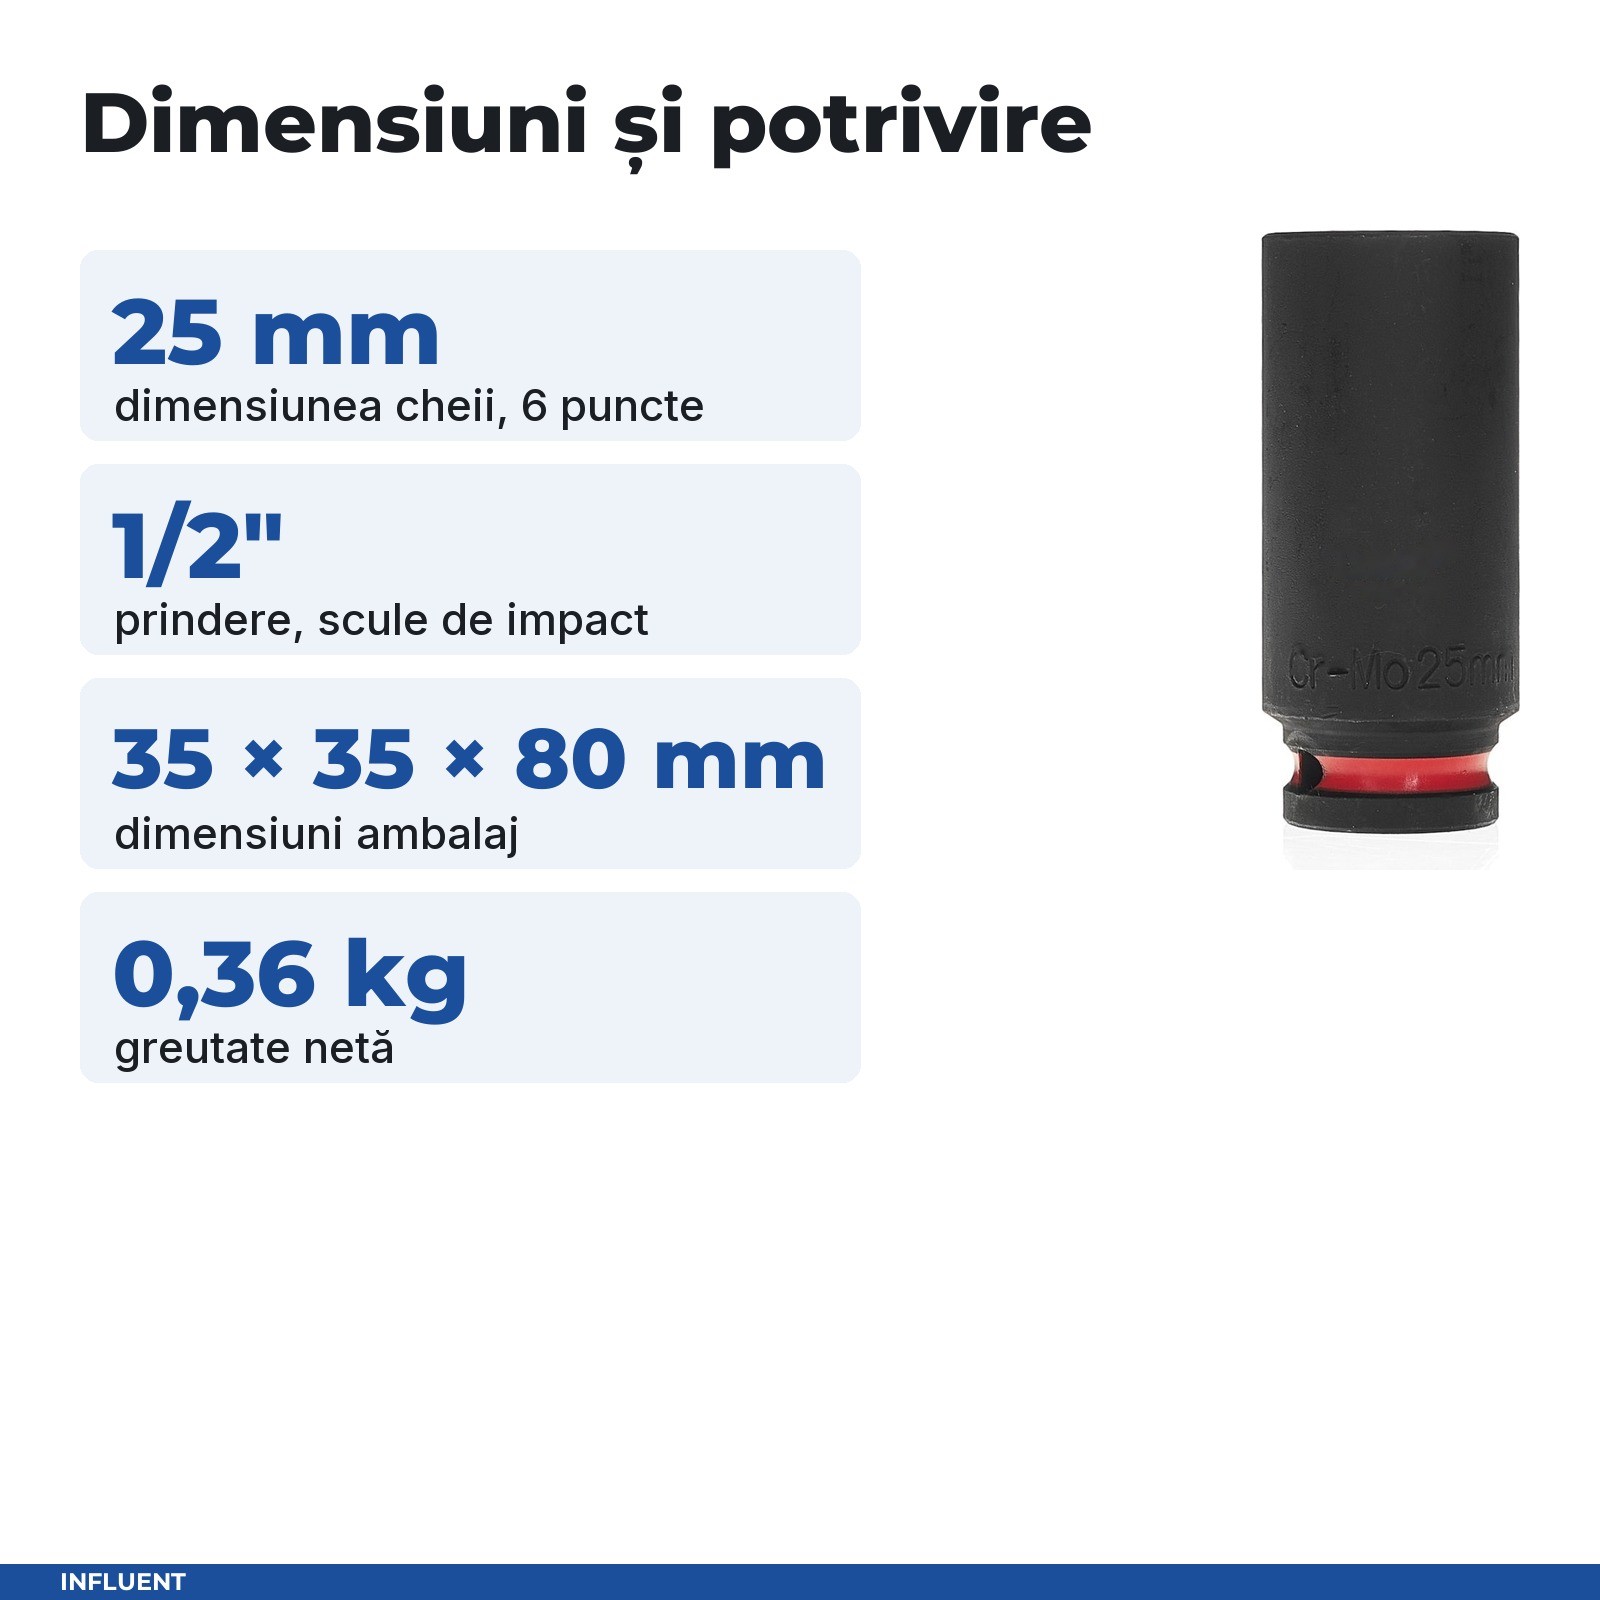 Dimensiuni și potrivire
25 mm
dimensiunea cheii, 6 puncte
1/2"
prindere, scule de impact
35 × 35 × 80 mm
dimensiuni ambalaj
0,36 kg
greutate netă
Cr-Mo 25mm
INFLUENT